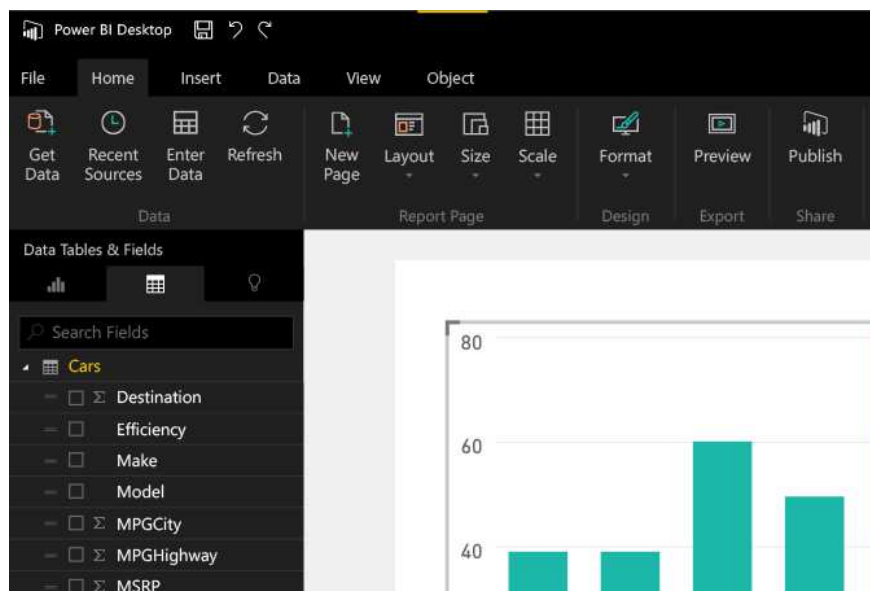 Power BI Desktop
File Home Insert Data View Object
Get Data Recent Sources Enter Data Refresh New Page Layout Size Scale Format Preview Publish
Data Report Page Design Export Share
Data Tables & Fields
Search Fields
Cars
Σ Destination
Efficiency
Make
Model
Σ MPGCity
Σ MPGHighway
Σ MSRP
80
60
40